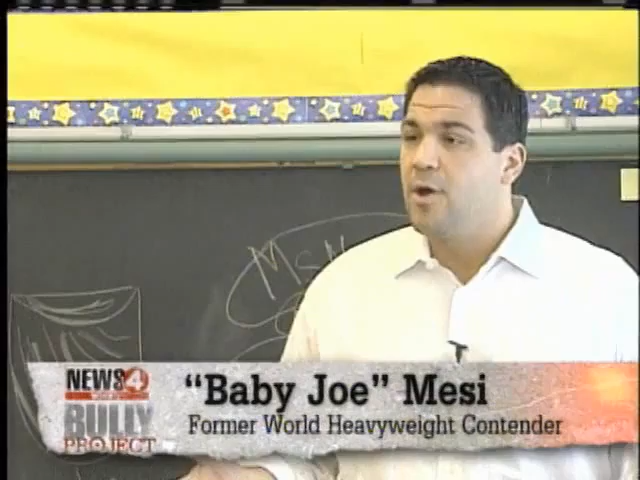 NEWS 4
BULLY
PROJECT
“Baby Joe” Mesi
Former World Heavyweight Contender